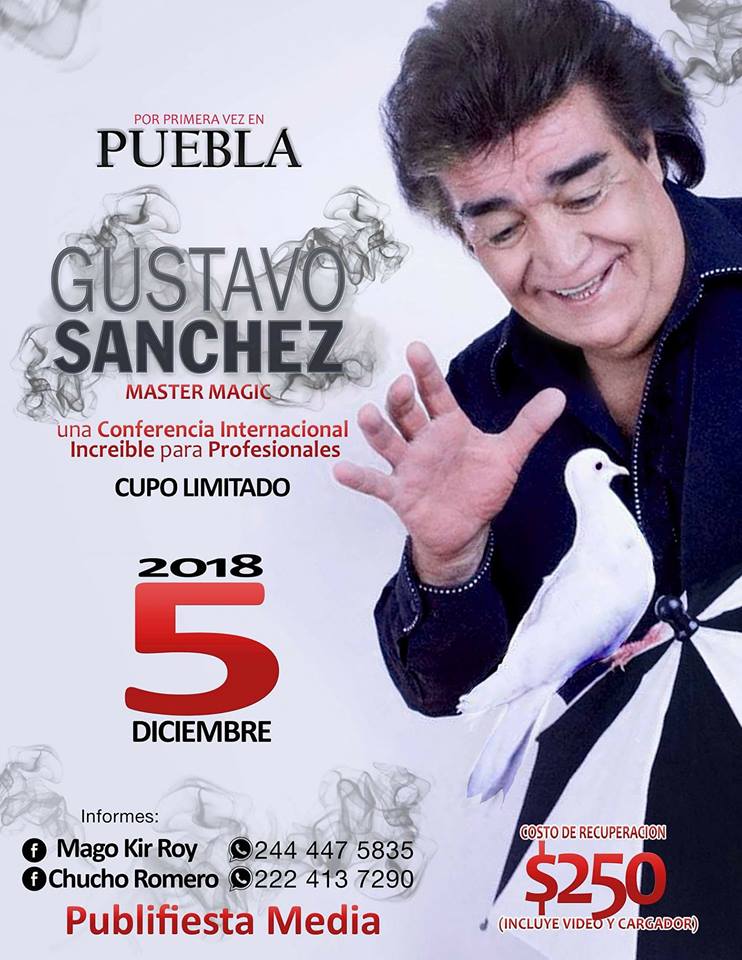 POR PRIMERA VEZ EN
PUEBLA
GUSTAVO
SANCHEZ
MASTER MAGIC
una Conferencia Internacional
Increible para Profesionales
CUPO LIMITADO
2018
5
DICIEMBRE
Informes:
Mago Kir Roy 244 447 5835
Chucho Romero 222 413 7290
Publifiesta Media
COSTO DE RECUPERACION
$250
(INCLUYE VIDEO Y CARGADOR)